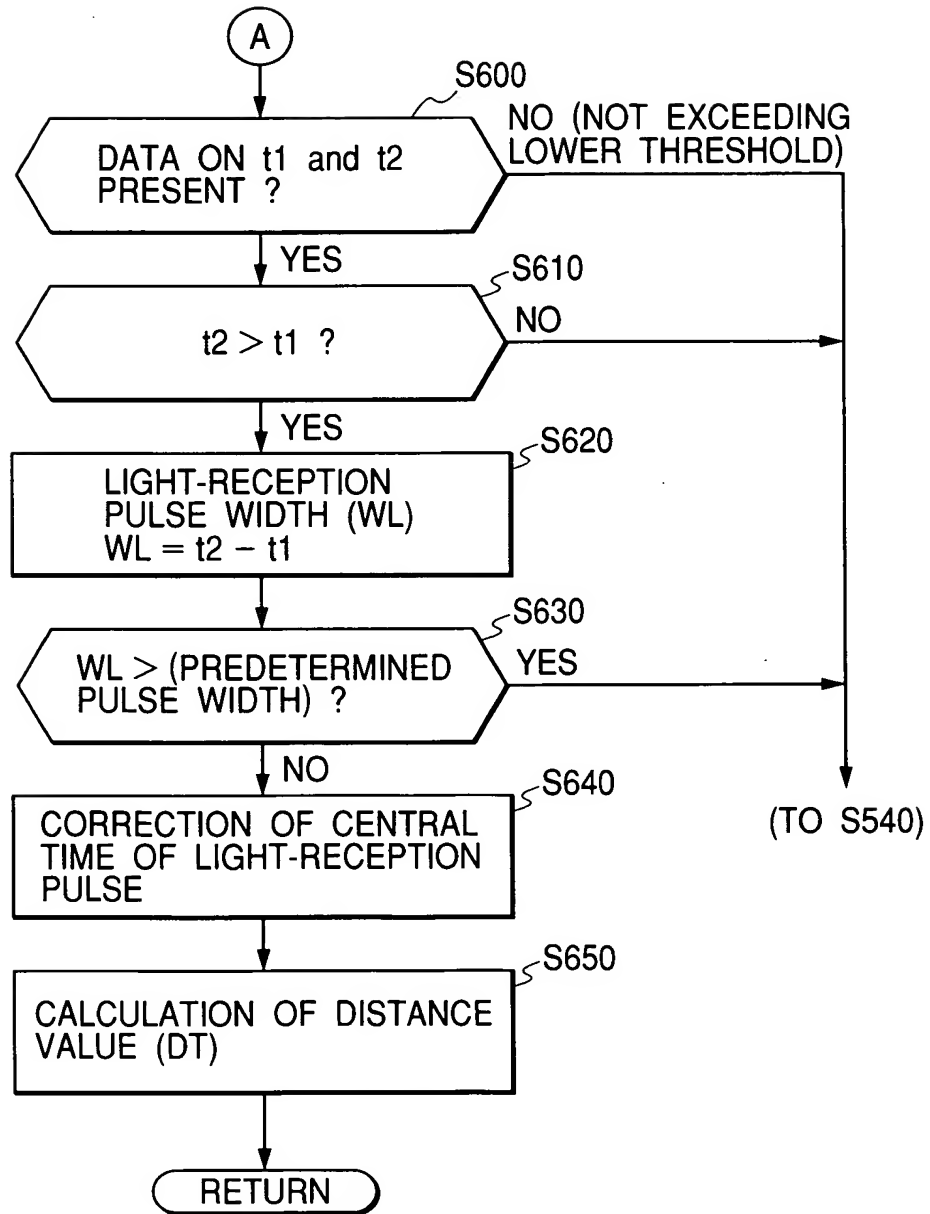 A
S600
NO (NOT EXCEEDING
LOWER THRESHOLD)
DATA ON t1 and t2
PRESENT ?
YES
S610
t2 > t1 ?
NO
YES
S620
LIGHT-RECEPTION
PULSE WIDTH (WL)
WL = t2 − t1
S630
WL > (PREDETERMINED
PULSE WIDTH) ?
YES
NO
S640
(TO S540)
CORRECTION OF CENTRAL
TIME OF LIGHT-RECEPTION
PULSE
S650
CALCULATION OF DISTANCE
VALUE (DT)
RETURN